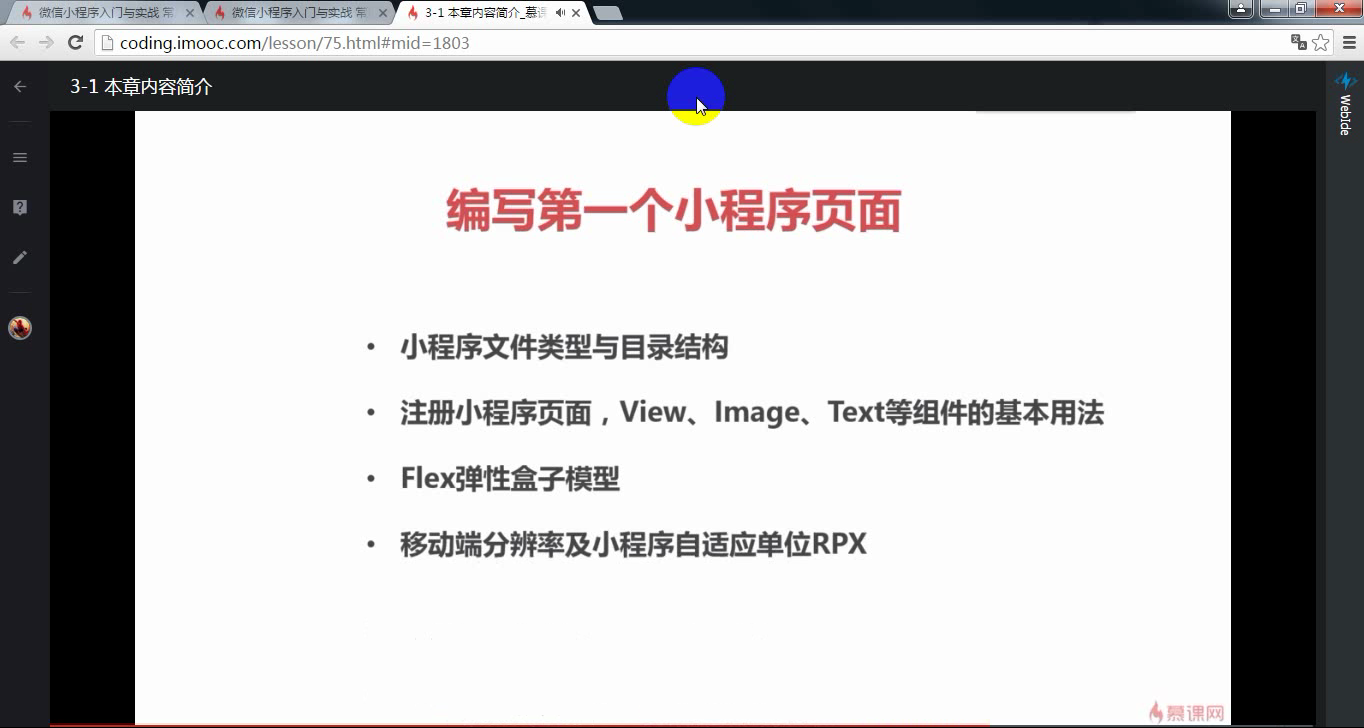 微信小程序入门与实战 常
微信小程序入门与实战 常
3-1 本章内容简介_慕课
coding.imooc.com/lesson/75.html#mid=1803
3-1 本章内容简介
WebIde
编写第一个小程序页面
• 小程序文件类型与目录结构
• 注册小程序页面，View、Image、Text等组件的基本用法
• Flex弹性盒子模型
• 移动端分辨率及小程序自适应单位RPX
慕课网